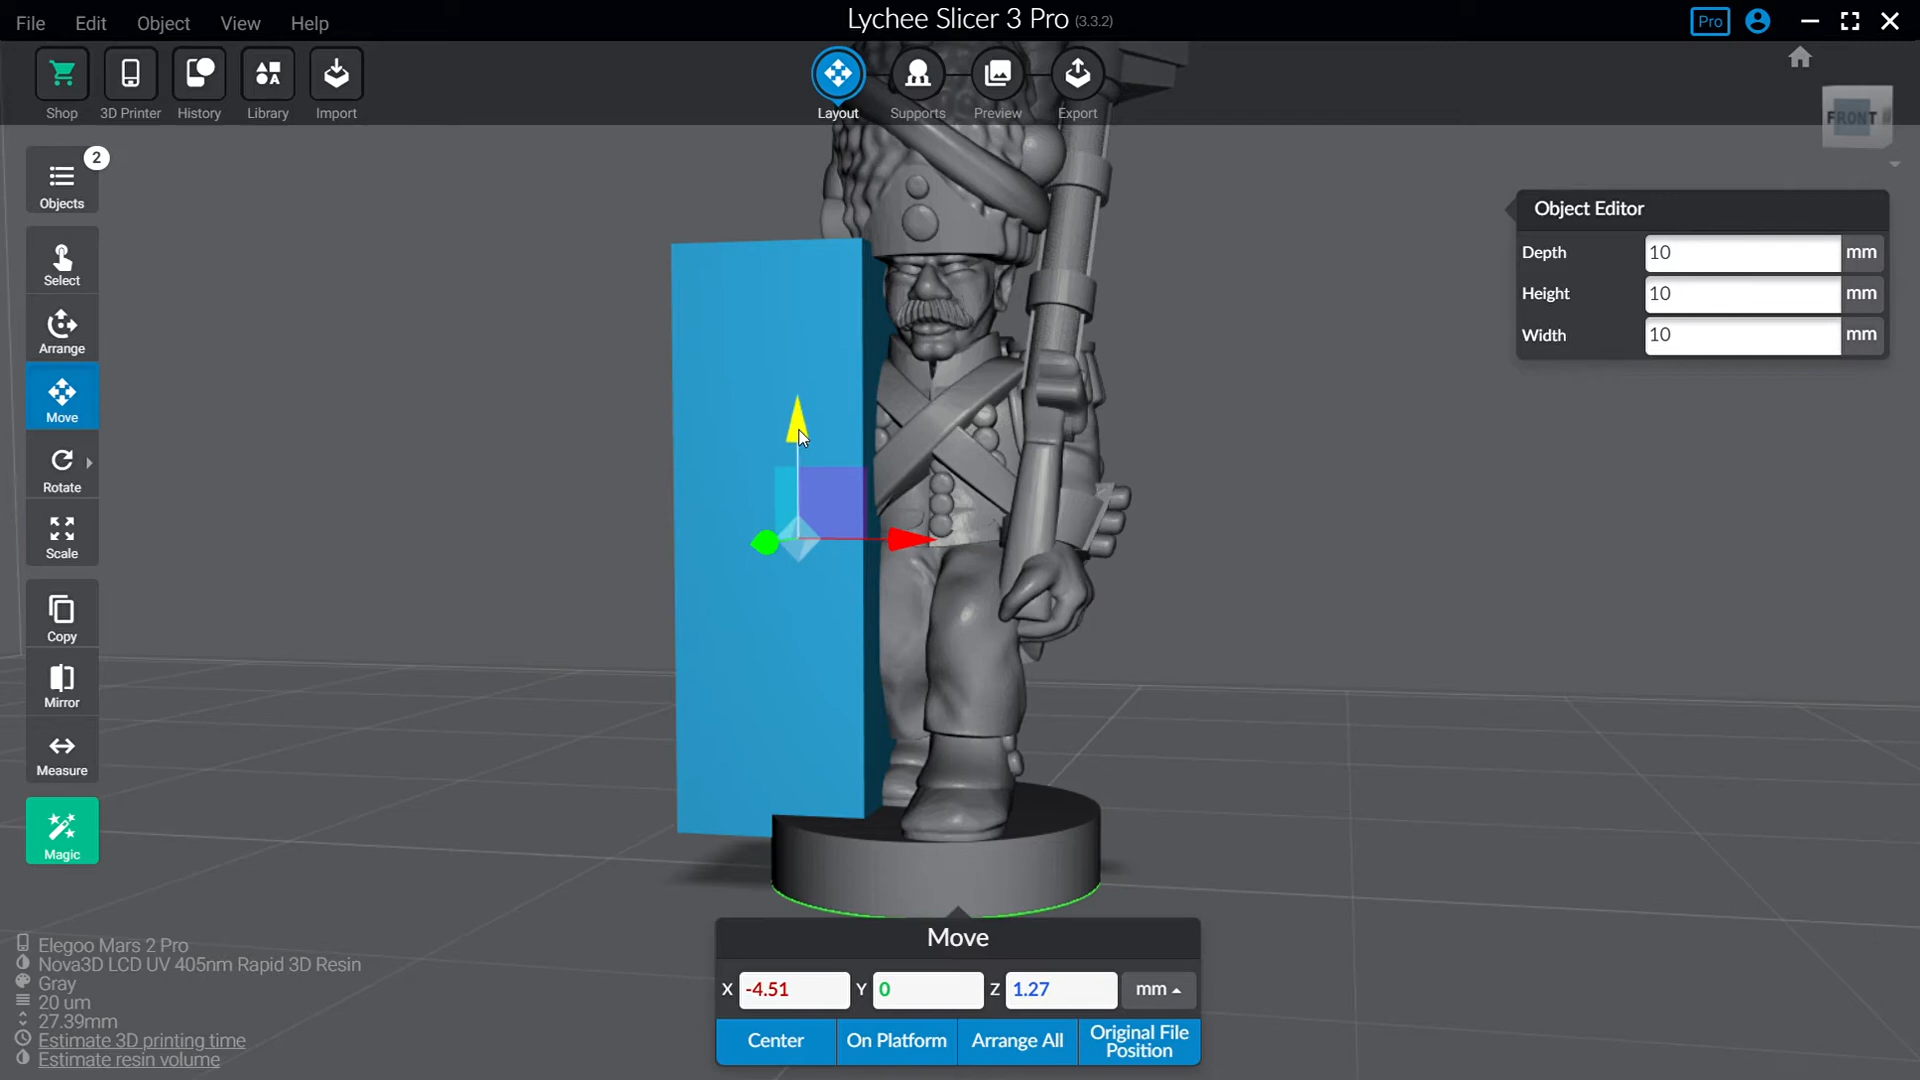 Lychee Slicer 3 Pro (3.3.2)
File Edit Object View Help
Pro
Shop 3D Printer History Library Import
Layout Supports Preview Export
FRONT
2
Objects
Select
Arrange
Move
Rotate
Scale
Copy
Mirror
Measure
Magic
Object Editor
Depth 10 mm
Height 10 mm
Width 10 mm
Elegoo Mars 2 Pro
Nova3D LCD UV 405nm Rapid 3D Resin
Gray
20 um
27.39mm
Estimate 3D printing time
Estimate resin volume
Move
X -4.51 Y 0 Z 1.27 mm
Center On Platform Arrange All Original File Position